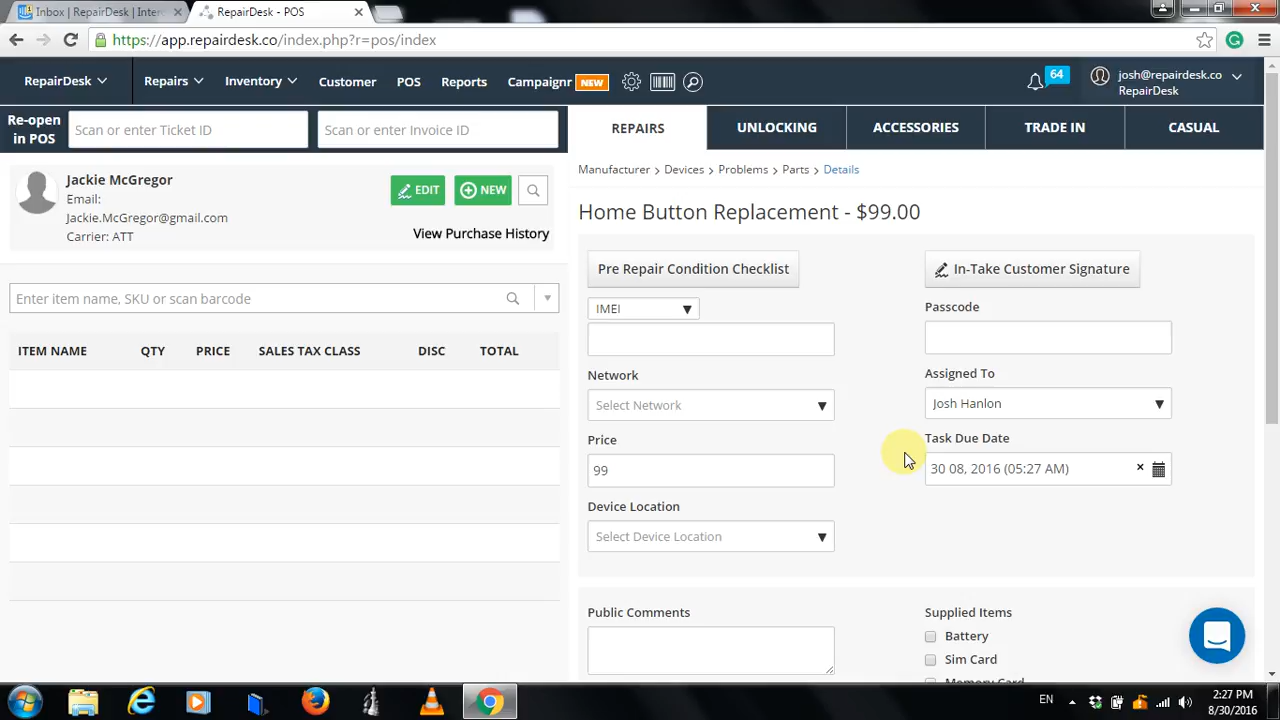 Inbox | RepairDesk | Inter
RepairDesk - POS
https://app.repairdesk.co/index.php?r=pos/index
RepairDesk
Repairs
Inventory
Customer
POS
Reports
Campaignr NEW
64
josh@repairdesk.co
RepairDesk
Re-open
in POS
Scan or enter Ticket ID
Scan or enter Invoice ID
REPAIRS
UNLOCKING
ACCESSORIES
TRADE IN
CASUAL
Jackie McGregor
Email:
Jackie.McGregor@gmail.com
Carrier: ATT
EDIT
NEW
View Purchase History
Enter item name, SKU or scan barcode
ITEM NAME QTY PRICE SALES TAX CLASS DISC TOTAL
Manufacturer > Devices > Problems > Parts > Details
Home Button Replacement - $99.00
Pre Repair Condition Checklist
In-Take Customer Signature
IMEI
Passcode
Network
Select Network
Assigned To
Josh Hanlon
Price
99
Task Due Date
30 08, 2016 (05:27 AM)
Device Location
Select Device Location
Public Comments
Supplied Items
Battery
Sim Card
Memory Card
EN
2:27 PM
8/30/2016